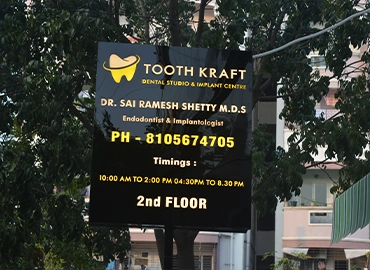 TOOTH KRAFT
DENTAL STUDIO & IMPLANT CENTRE
DR. SAI RAMESH SHETTY M.D.S
Endodontist & Implantologist
PH - 8105674705
Timings :
10:00 AM TO 2:00 PM 04:30PM TO 8.30 PM
2nd FLOOR